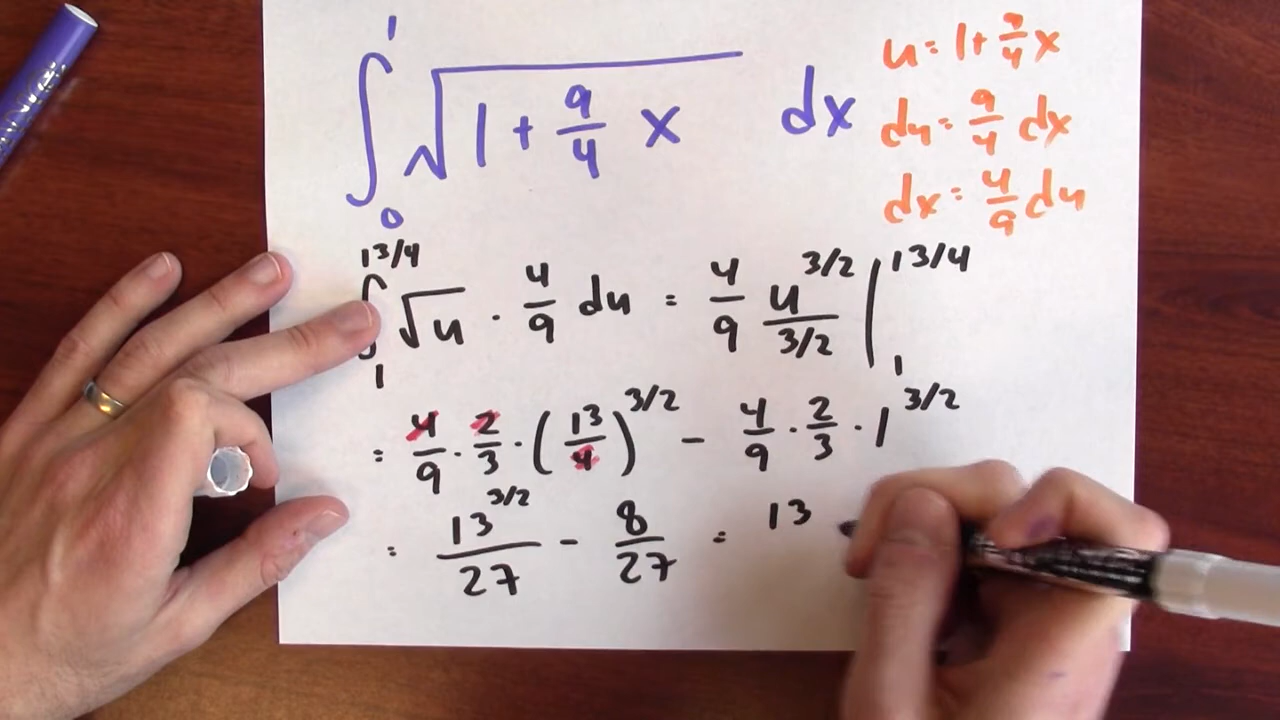 ∫₀¹ √(1 + 9/4 x) dx
u = 1 + 9/4 x
du = 9/4 dx
dx = 4/9 du
∫₁^(13/4) √u · 4/9 du = 4/9 u^(3/2)/(3/2) |₁^(13/4)
= 4/9 · 2/3 · (13/4)^(3/2) − 4/9 · 2/3 · 1^(3/2)
= 13^(3/2)/27 − 8/27 = 13